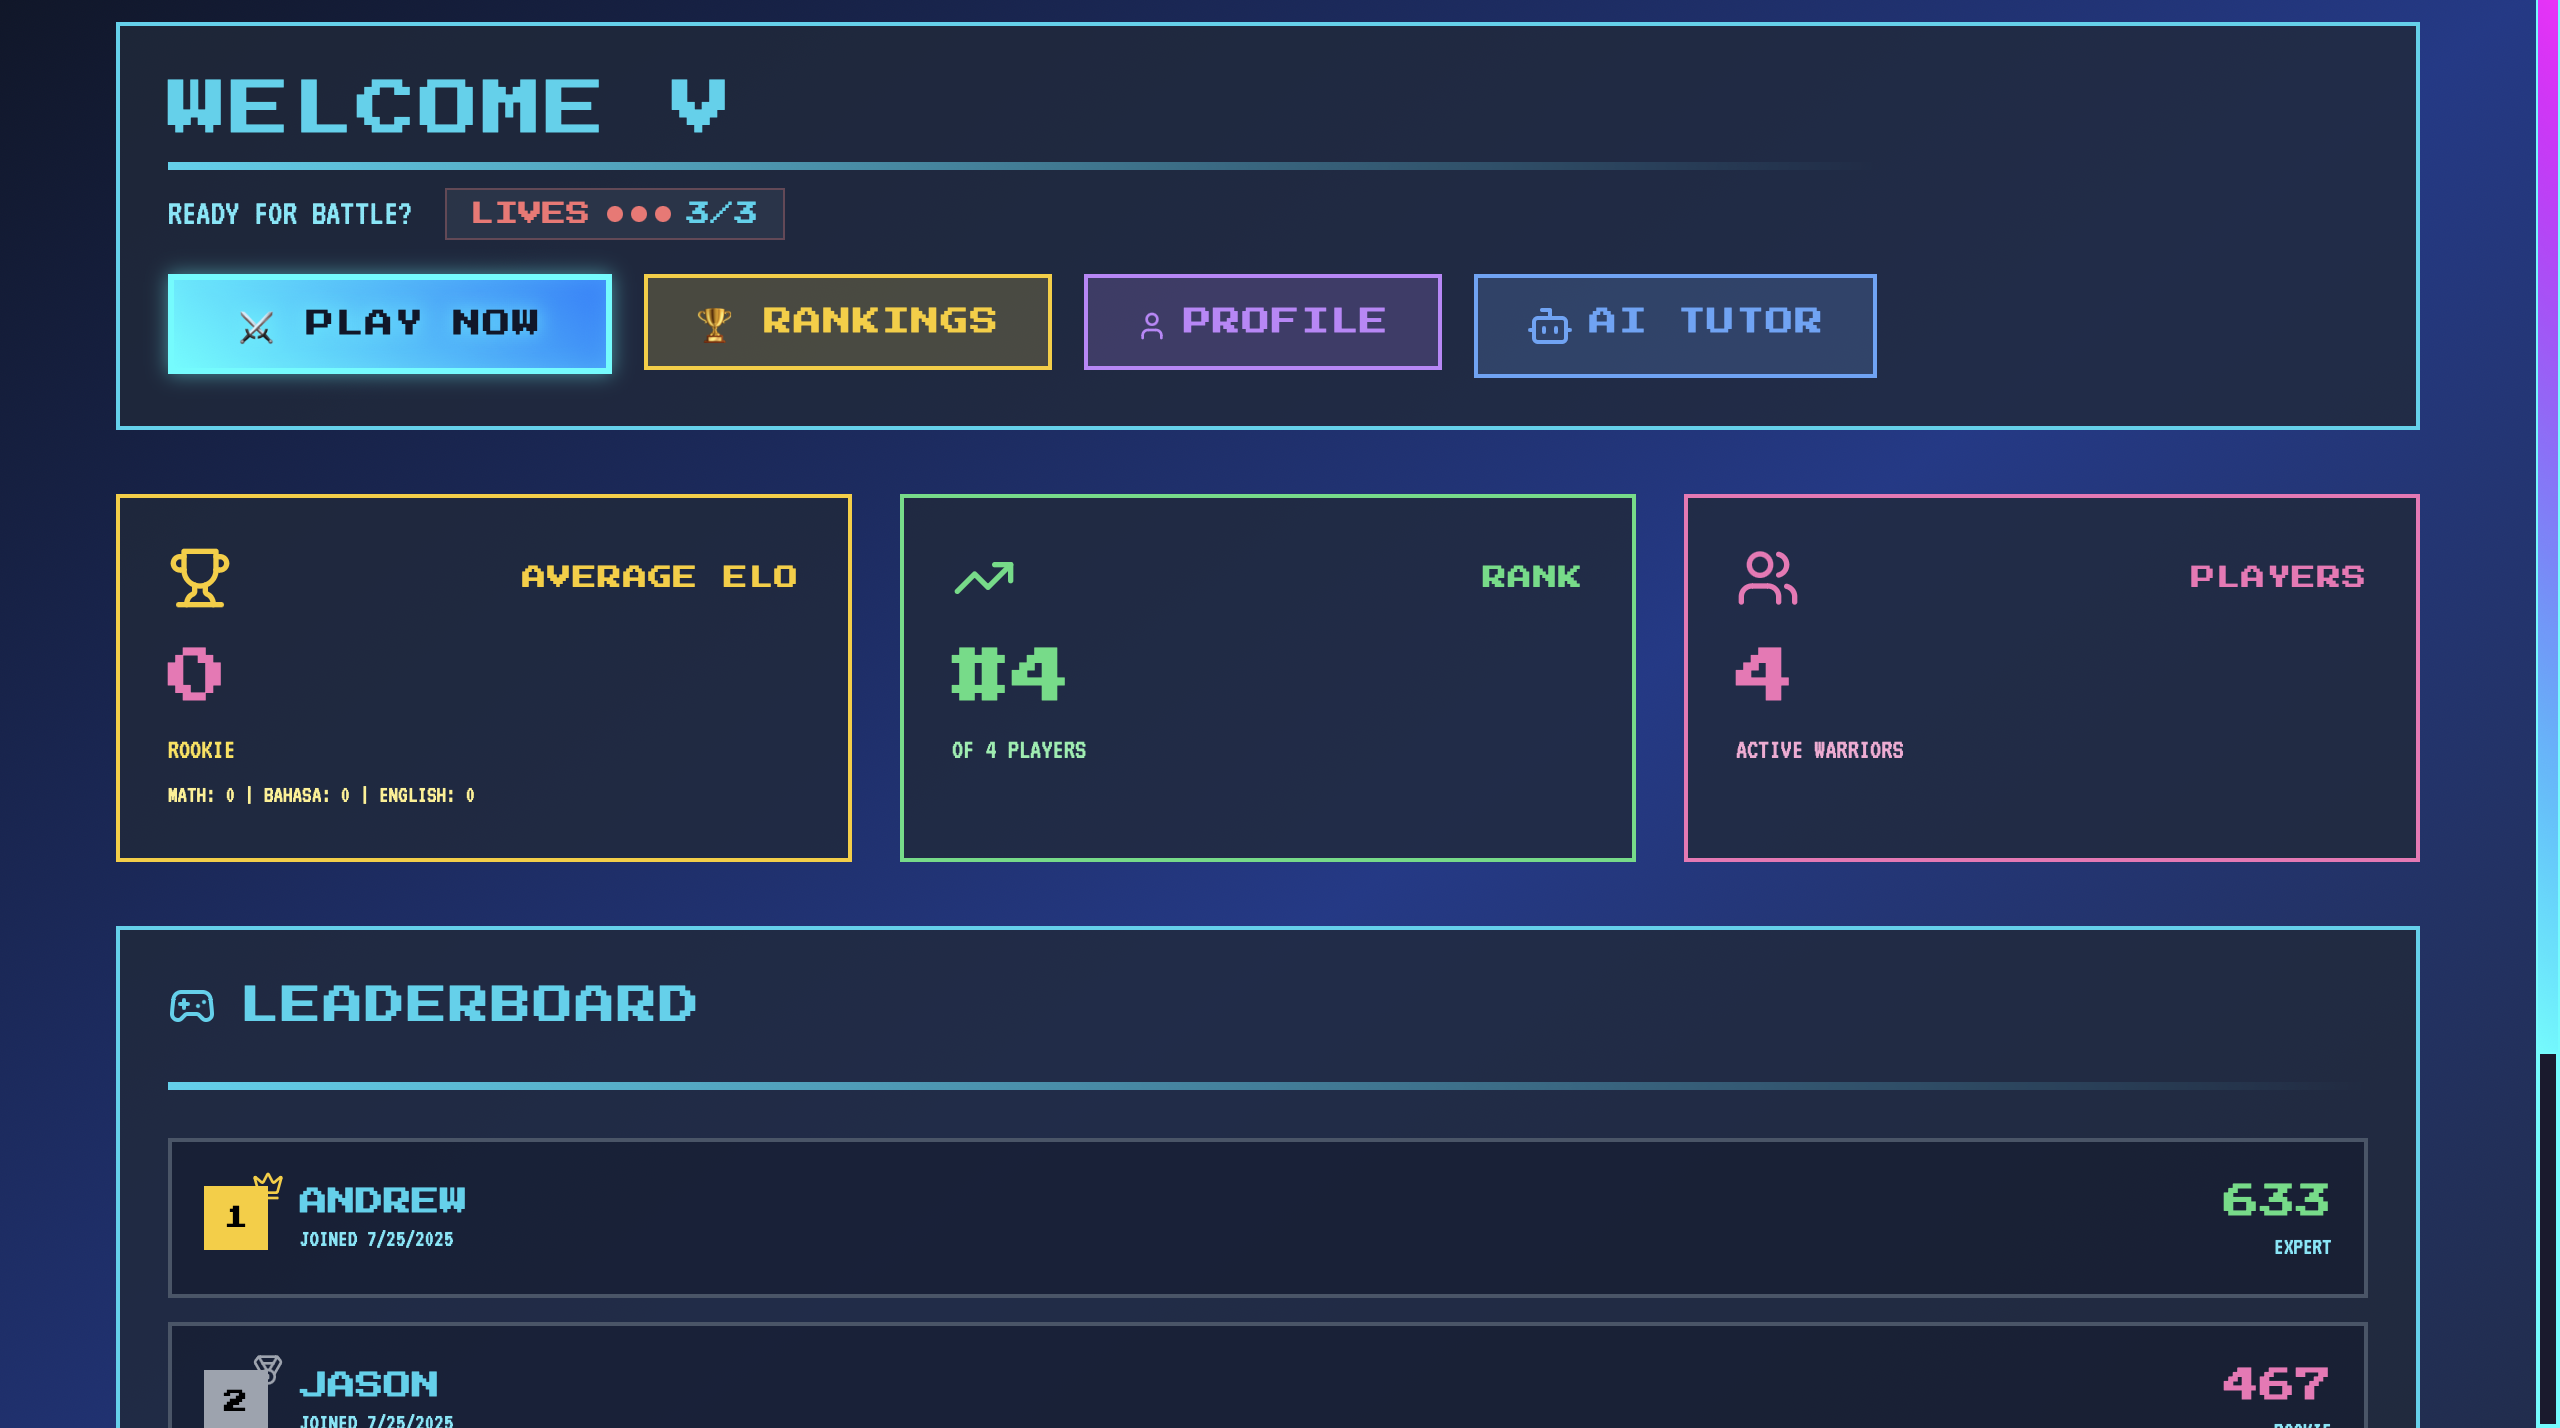 WELCOME V
READY FOR BATTLE? LIVES 3/3
PLAY NOW RANKINGS PROFILE AI TUTOR
AVERAGE ELO
0
ROOKIE
MATH: 0 | BAHASA: 0 | ENGLISH: 0
RANK
#4
OF 4 PLAYERS
PLAYERS
4
ACTIVE WARRIORS
LEADERBOARD
1 ANDREW 633
JOINED 7/25/2025 EXPERT
2 JASON 467
JOINED 7/25/2025